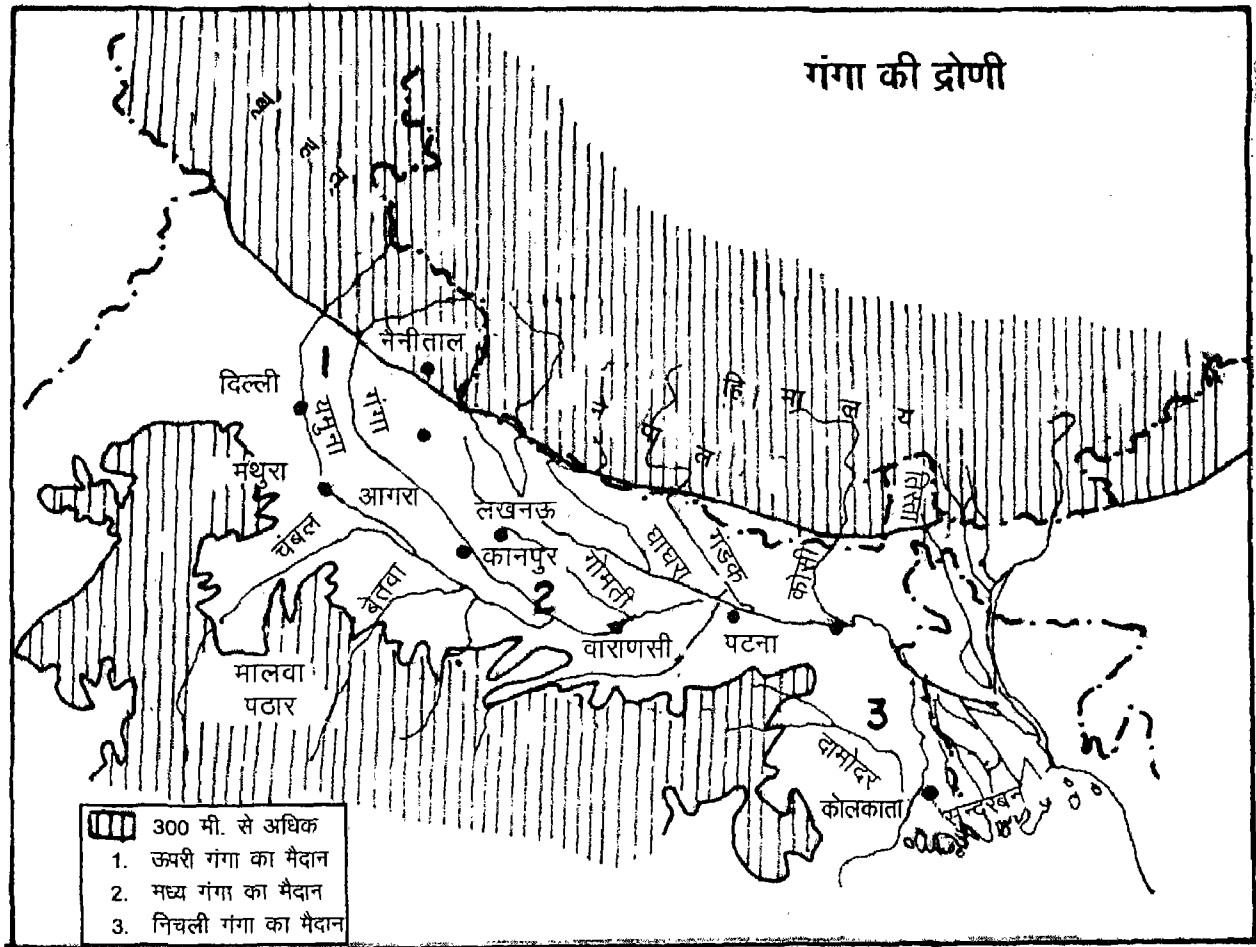 गंगा की द्रोणी
नैनीताल
दिल्ली
1
यमुना
गंगा
हिमालय
नेपाल
मथुरा
आगरा
लखनऊ
चंबल
कानपुर
बेतवा
2
गोमती
घाघरा
गंडक
कोसी
तिस्ता
वाराणसी
पटना
मालवा
पठार
3
दामोदर
कोलकाता
सुन्दरबन
300 मी. से अधिक
1. ऊपरी गंगा का मैदान
2. मध्य गंगा का मैदान
3. निचली गंगा का मैदान